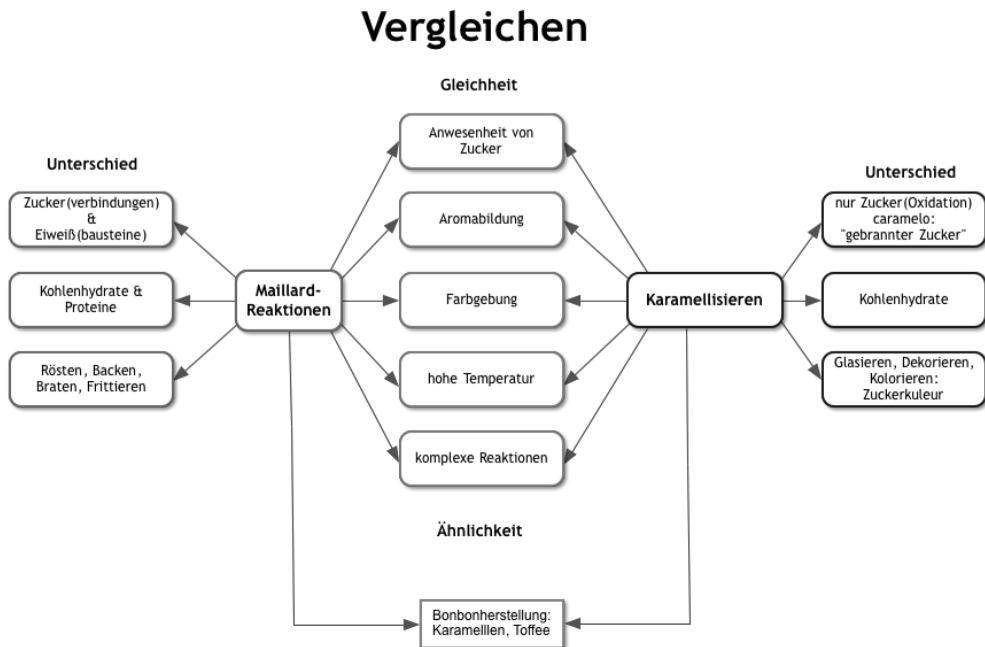 Vergleichen
Gleichheit
Anwesenheit von
Zucker
Unterschied
Zucker(verbindungen)
&
Eiweiß(bausteine)
Kohlenhydrate &
Proteine
Rösten, Backen,
Braten, Frittieren
Maillard-
Reaktionen
Aromabildung
Farbgebung
hohe Temperatur
komplexe Reaktionen
Karamellisieren
Unterschied
nur Zucker(Oxidation)
caramelo:
"gebrannter Zucker"
Kohlenhydrate
Glasieren, Dekorieren,
Kolorieren:
Zuckerkuleur
Ähnlichkeit
Bonbonherstellung:
Karamelllen, Toffee